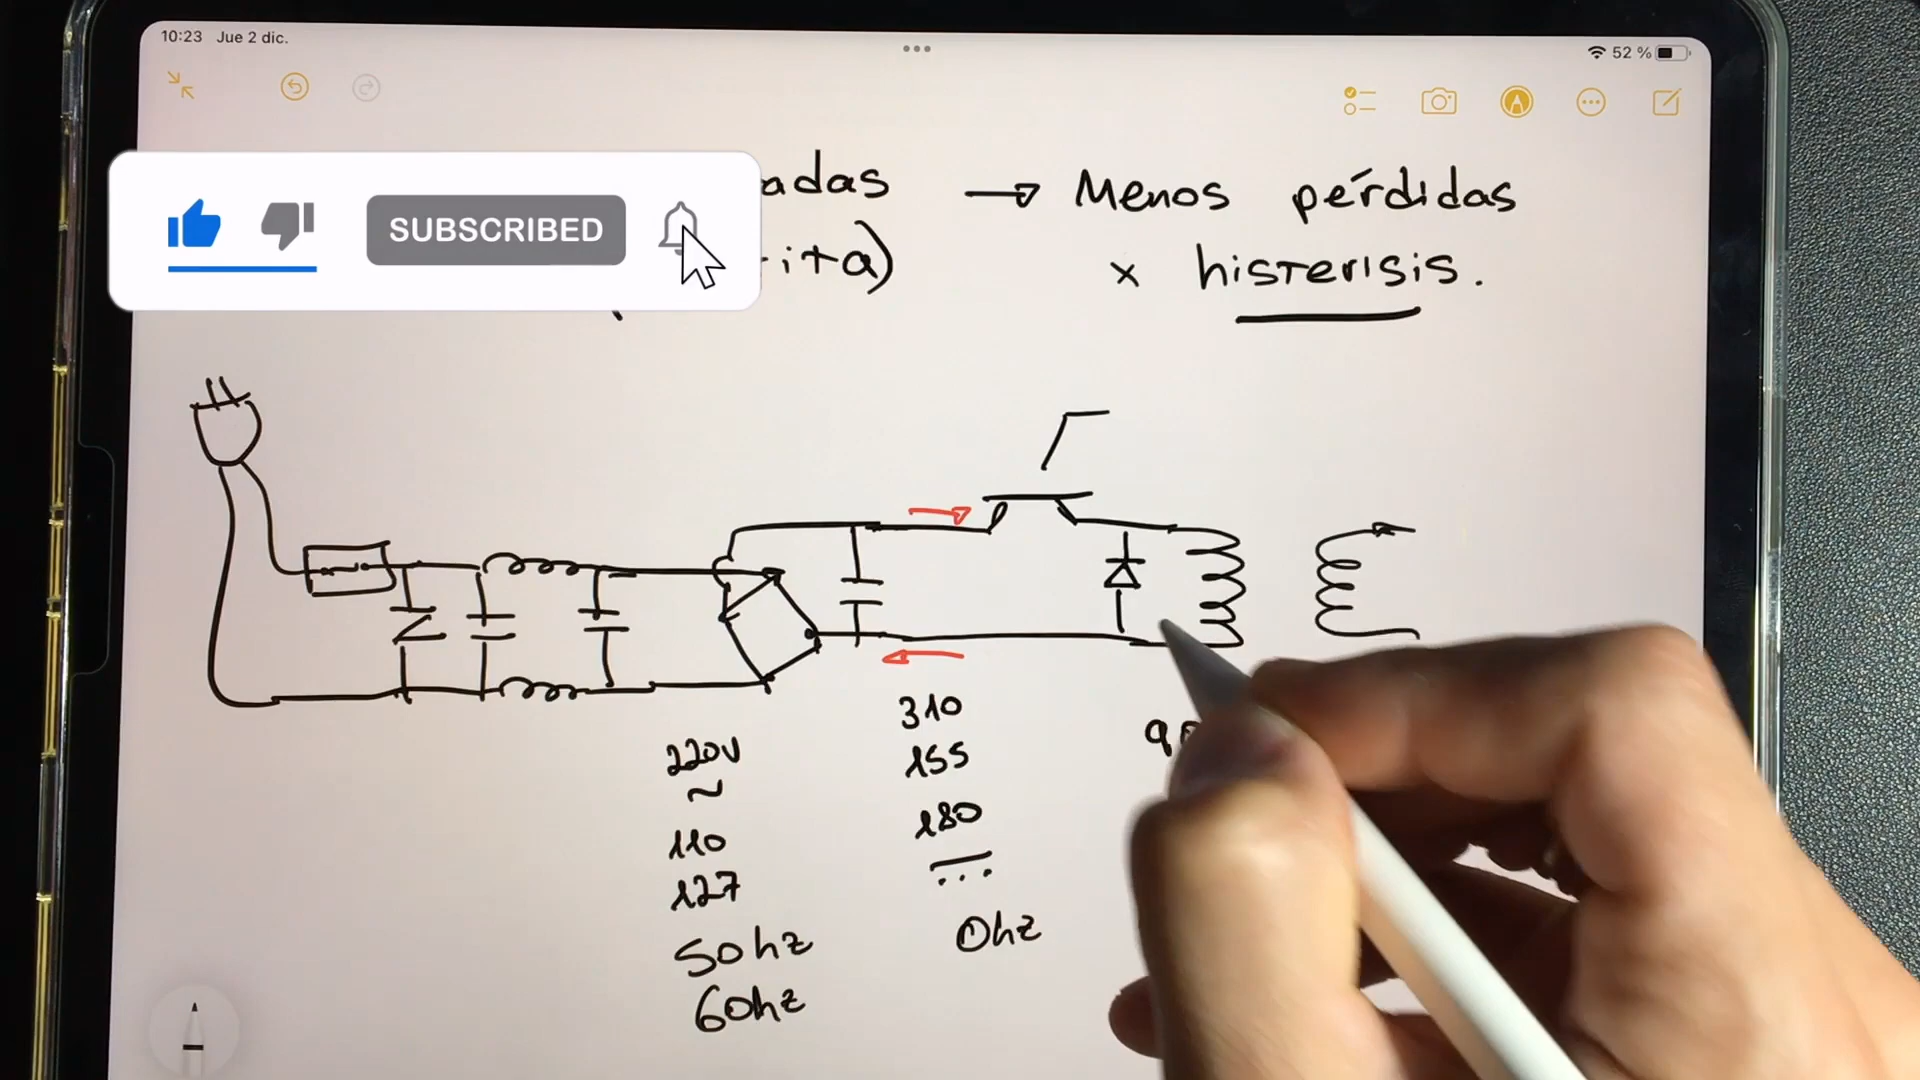 10:23 Jue 2 dic.
52 %
adas → Menos pérdidas
ita) x histerisis.
SUBSCRIBED
310
220V
155
~
180
110
127
0hz
50hz
60hz